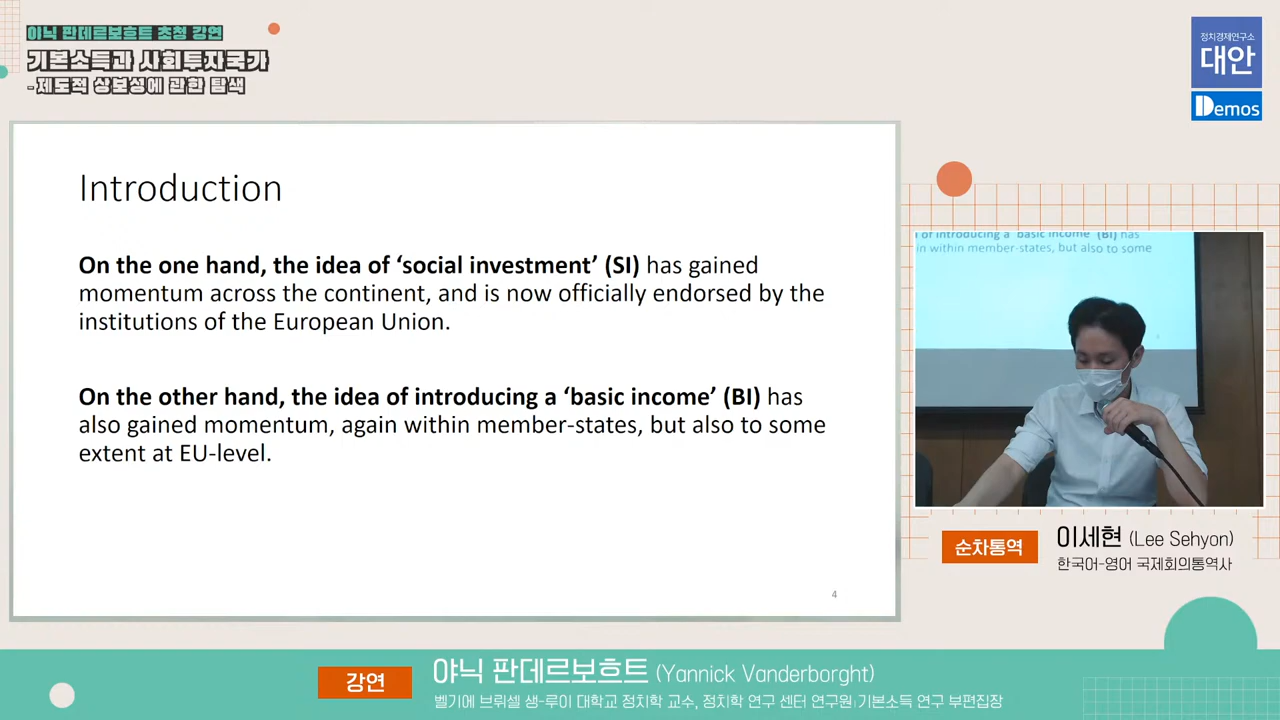 야닉 판데르보흐트 초청 강연
기본소득과 사회투자국가
-제도적 상보성에 관한 탐색
정치경제연구소
대안
Demos
Introduction
On the one hand, the idea of ‘social investment’ (SI) has gained
momentum across the continent, and is now officially endorsed by the
institutions of the European Union.
On the other hand, the idea of introducing a ‘basic income’ (BI) has
also gained momentum, again within member-states, but also to some
extent at EU-level.
4
of introducing a ‘basic income’ (BI) has
in within member-states, but also to some
순차통역
이세현 (Lee Sehyon)
한국어-영어 국제회의통역사
강연
야닉 판데르보흐트 (Yannick Vanderborght)
벨기에 브뤼셀 생-루이 대학교 정치학 교수, 정치학 연구 센터 연구원, 기본소득 연구 부편집장